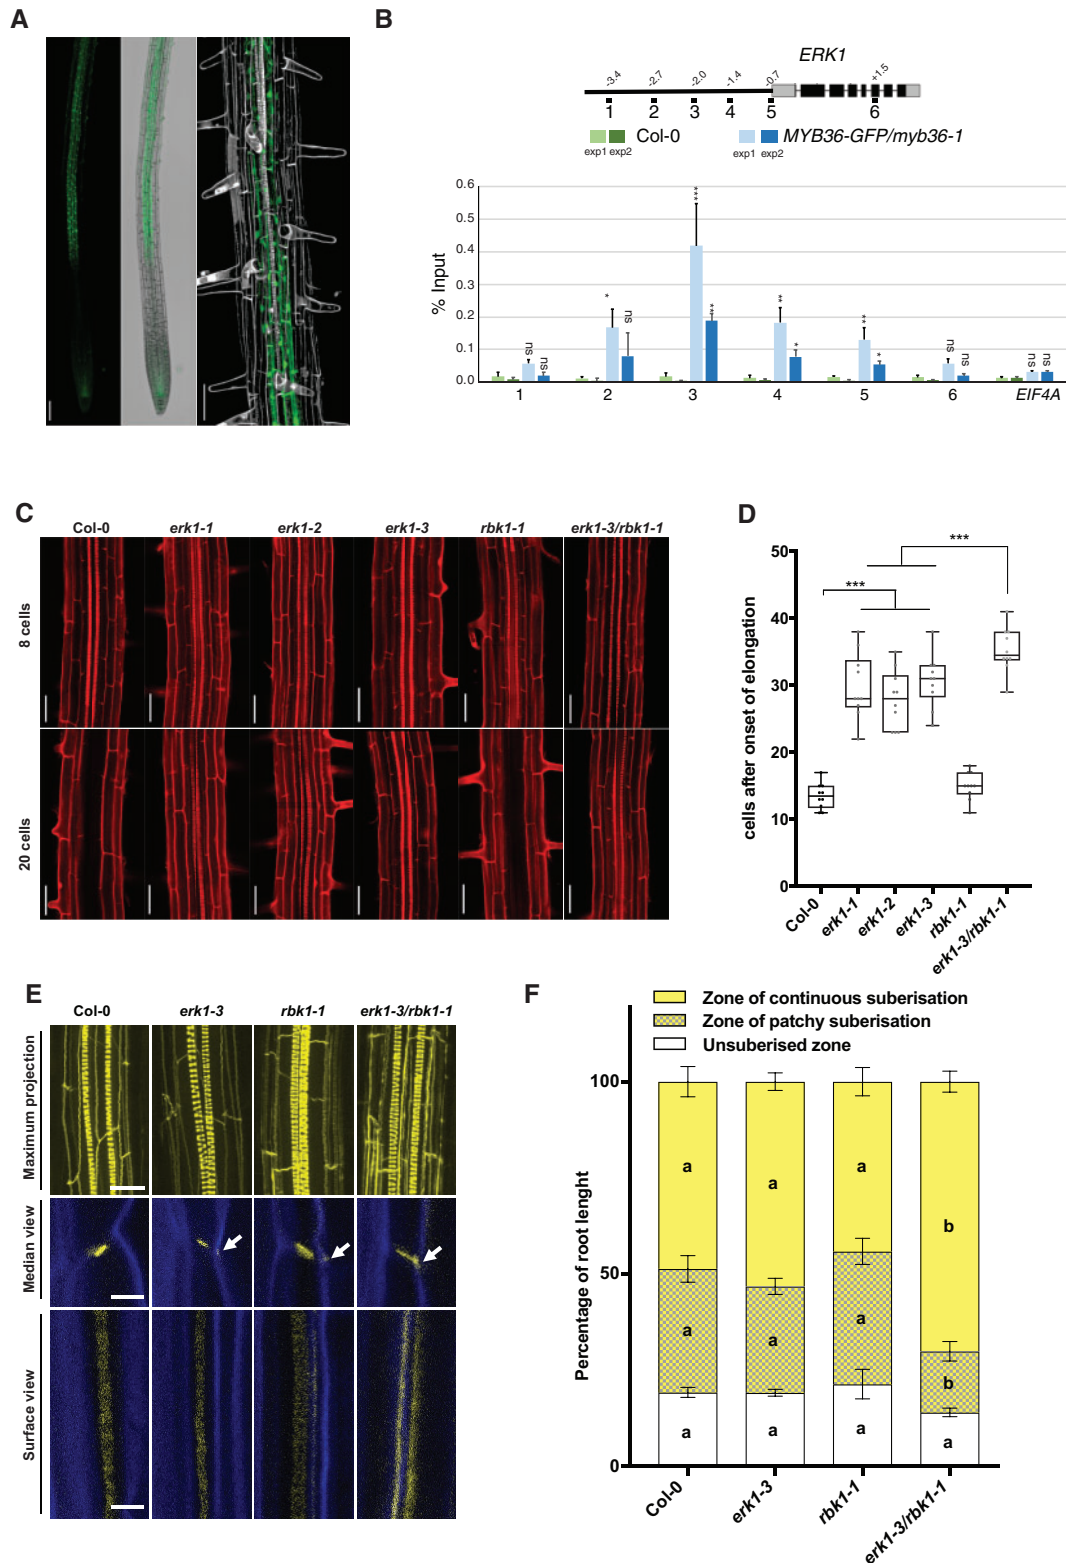 A
B
ERK1
-3.4 -2.7 -2.0 -1.4 -0.7 +1.5
1 2 3 4 5 6
Col-0 MYB36-GFP/myb36-1
exp1 exp2 exp1 exp2
% Input
0.6
0.5
0.4
0.3
0.2
0.1
0.0
ns ns * ns *** ** ** * ** * ns ns ns ns
1 2 3 4 5 6 EIF4A
C
Col-0 erk1-1 erk1-2 erk1-3 rbk1-1 erk1-3/rbk1-1
8 cells
20 cells
D
cells after onset of elongation
50
40
30
20
10
0
*** ***
Col-0 erk1-1 erk1-2 erk1-3 rbk1-1 erk1-3/rbk1-1
E
Col-0 erk1-3 rbk1-1 erk1-3/rbk1-1
Maximum projection
Median view
Surface view
F
Zone of continuous suberisation
Zone of patchy suberisation
Unsuberised zone
Percentage of root lenght
100
50
0
a a a b
a a a b
a a a a
Col-0 erk1-3 rbk1-1 erk1-3/rbk1-1